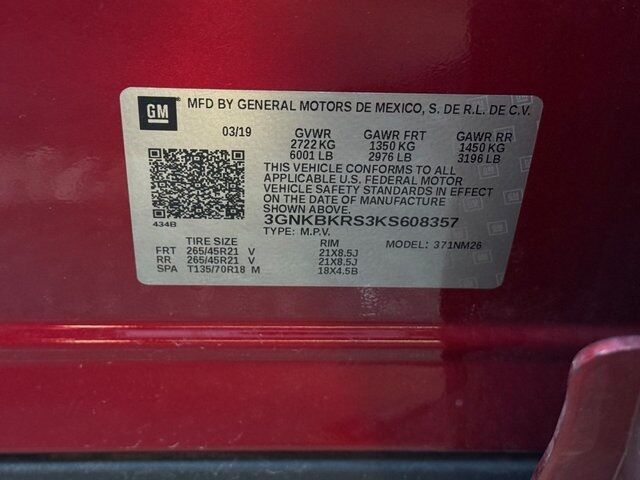 GM MFD BY GENERAL MOTORS DE MEXICO, S. DE R.L. DE C.V.
03/19 GVWR GAWR FRT GAWR RR
2722 KG 1350 KG 1450 KG
6001 LB 2976 LB 3196 LB
THIS VEHICLE CONFORMS TO ALL
APPLICABLE U.S. FEDERAL MOTOR
VEHICLE SAFETY STANDARDS IN EFFECT
ON THE DATE OF MANUFACTURE
SHOWN ABOVE.
3GNKBKRS3KS608357
434B TYPE: M.P.V.
TIRE SIZE RIM MODEL: 371NM26
FRT 265/45R21 V 21X8.5J
RR 265/45R21 V 21X8.5J
SPA T135/70R18 M 18X4.5B